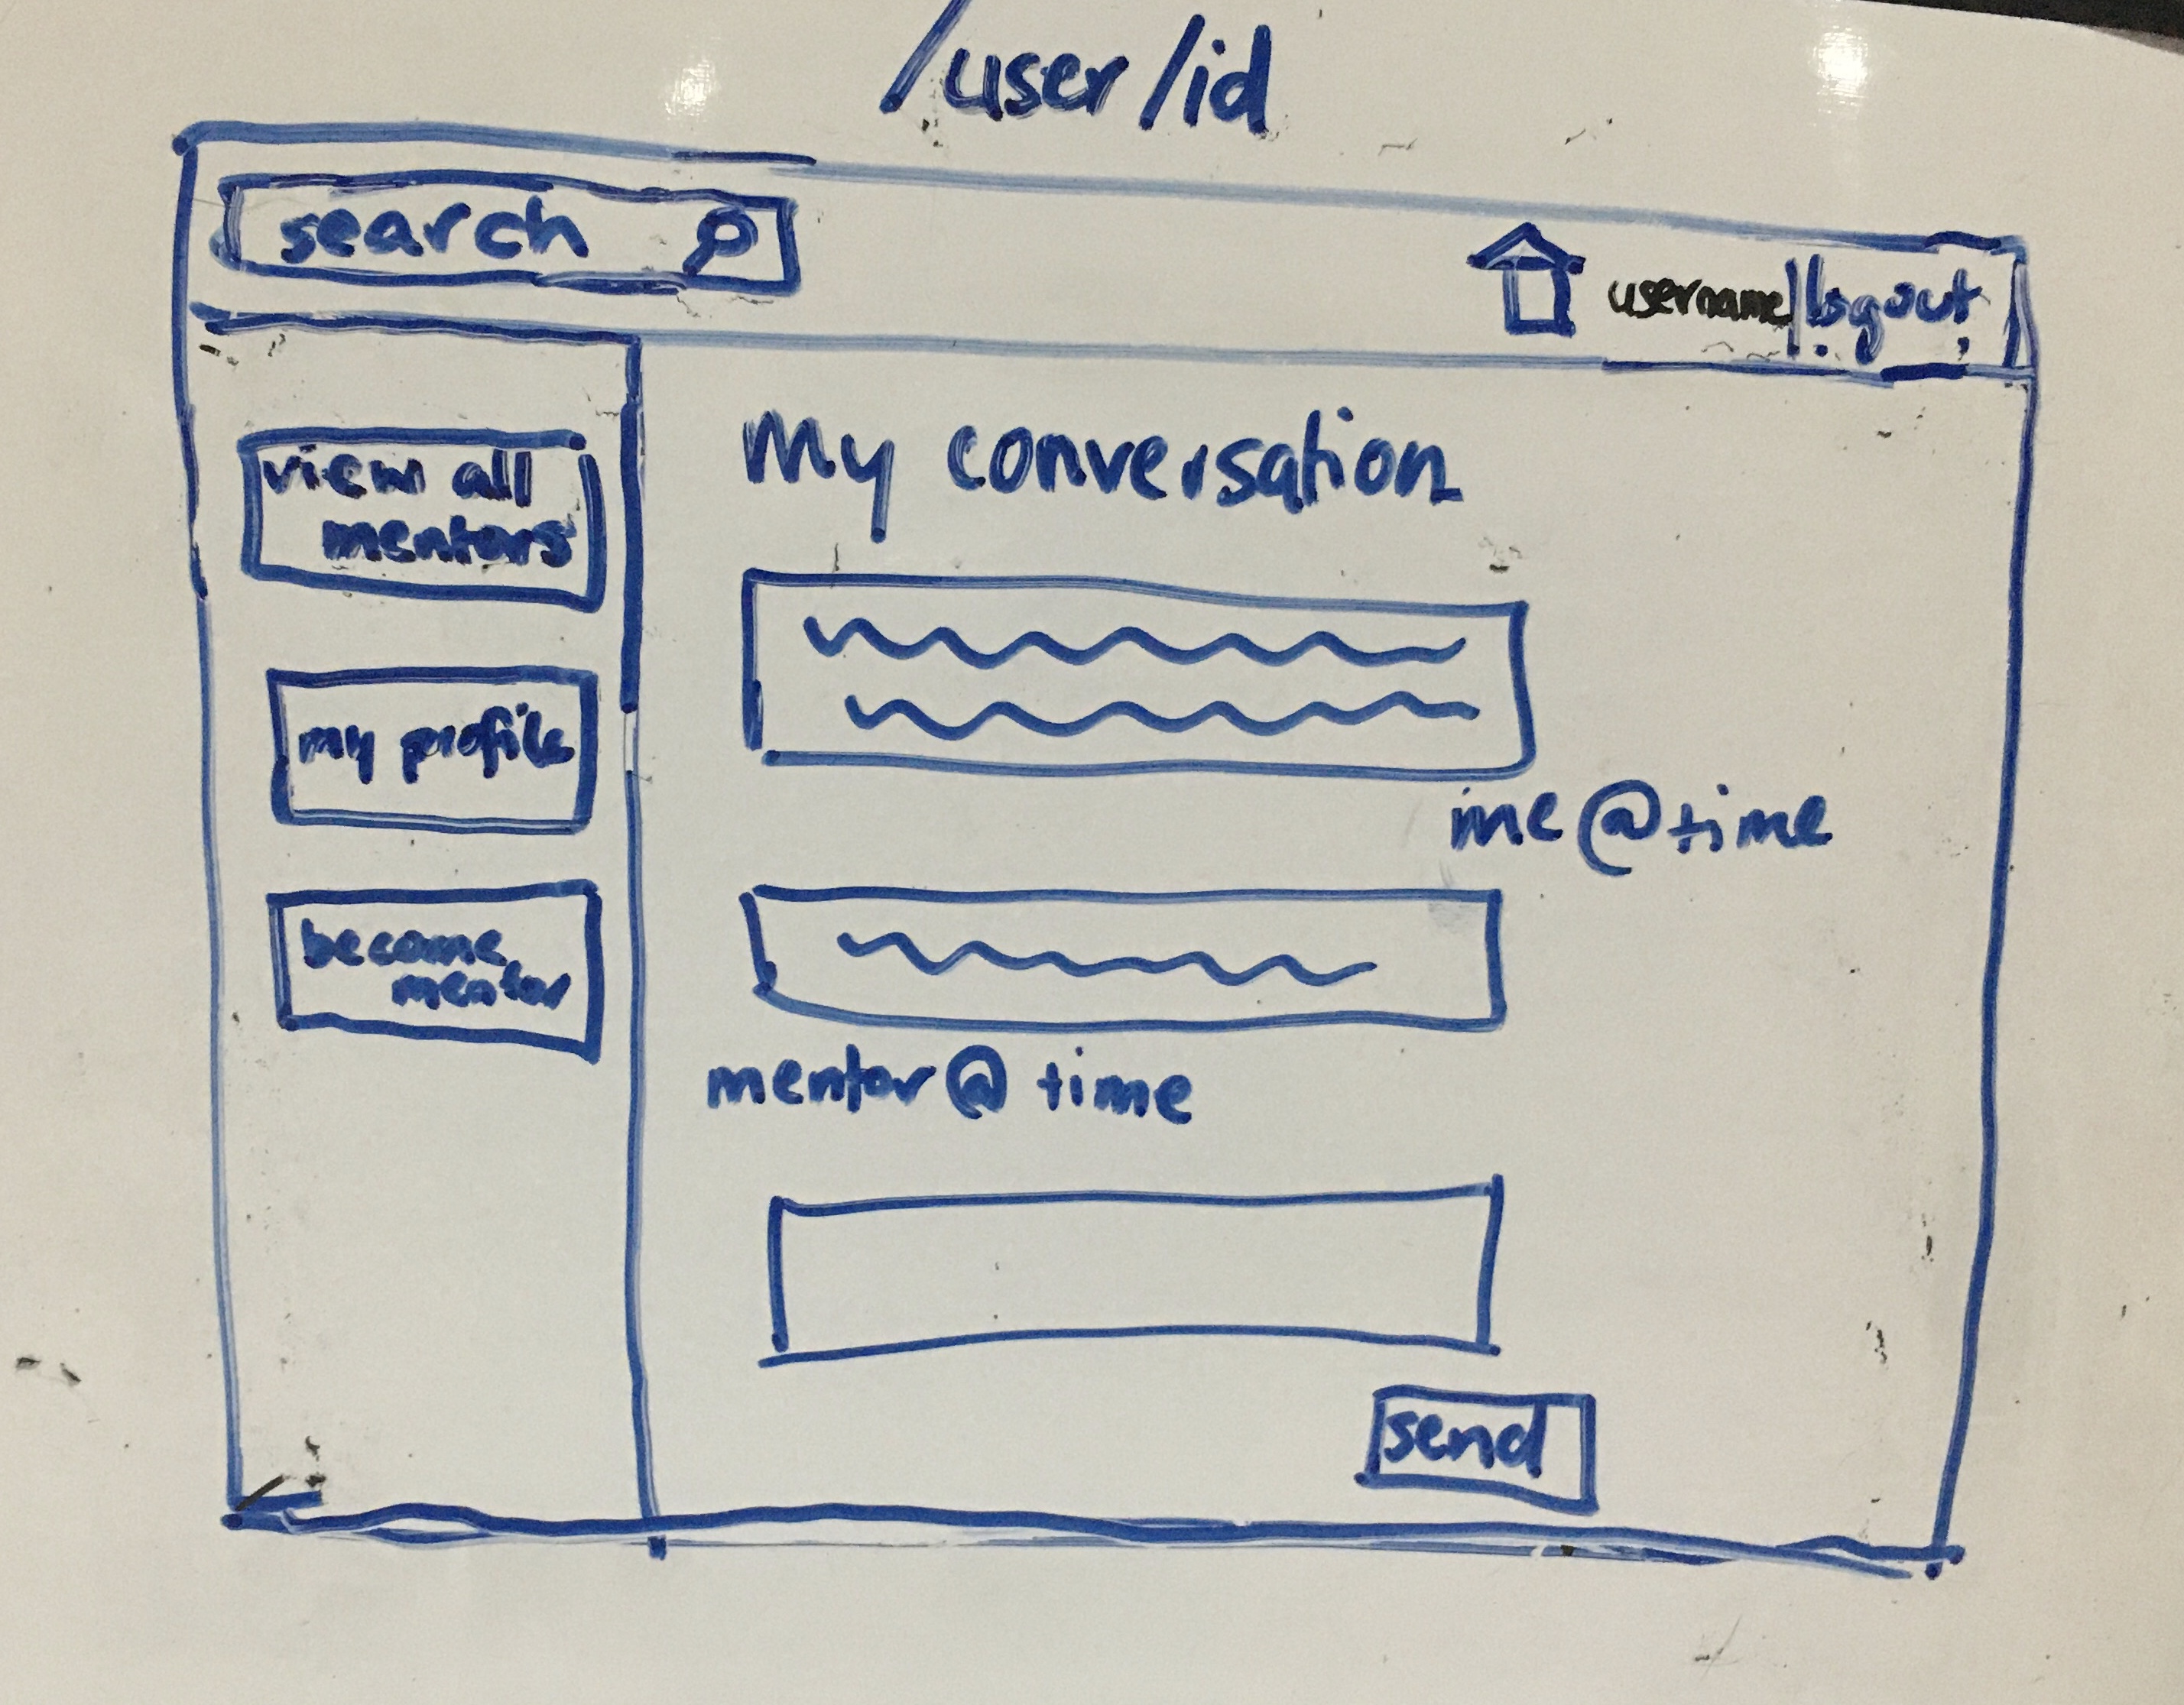 /user/id
search
username | logout
view all
mentors
my profile
become
mentor
My conversation
me @ time
mentor @ time
send